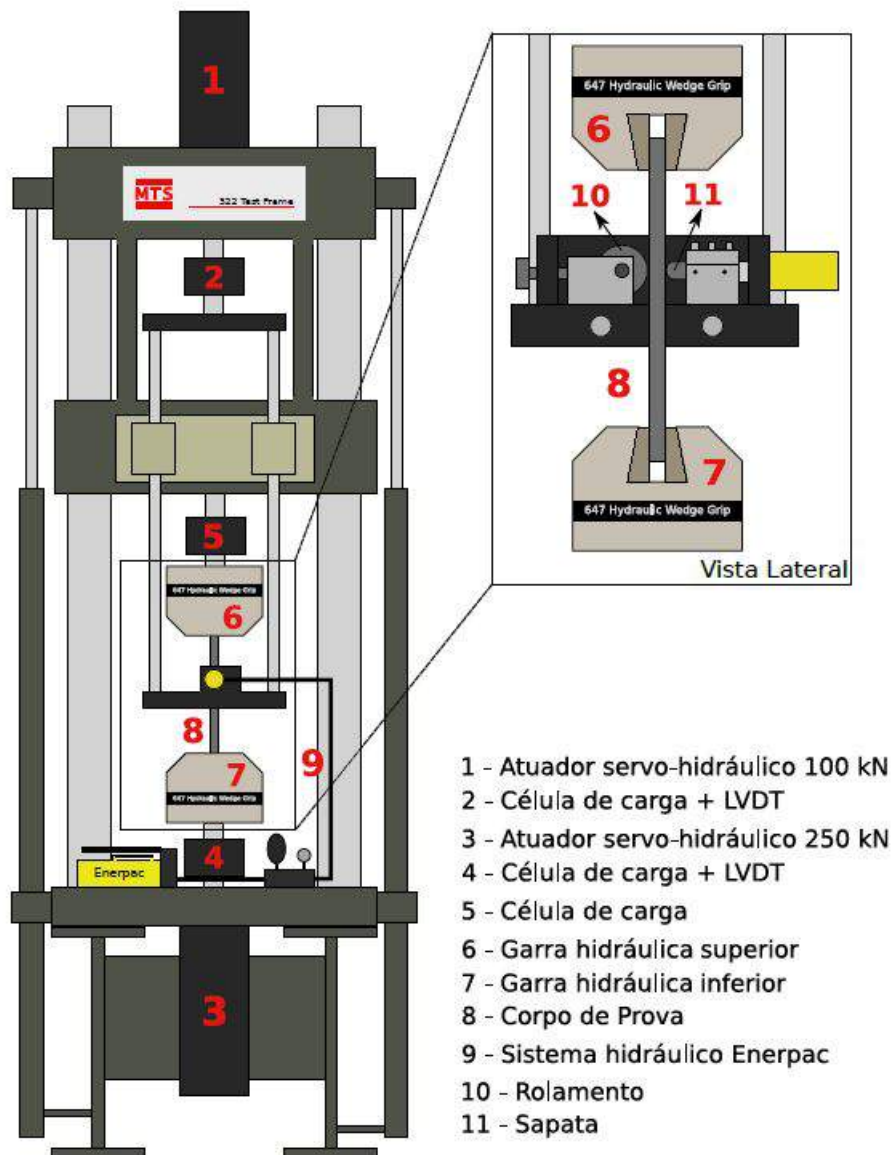 1
MTS
322 Test Frame
2
5
647 Hydraulic Wedge Grip
6
8
9
7
647 Hydraulic Wedge Grip
4
Enerpac
3
647 Hydraulic Wedge Grip
6
10
11
8
7
647 Hydraulic Wedge Grip
Vista Lateral
1 - Atuador servo-hidráulico 100 kN
2 - Célula de carga + LVDT
3 - Atuador servo-hidráulico 250 kN
4 - Célula de carga + LVDT
5 - Célula de carga
6 - Garra hidráulica superior
7 - Garra hidráulica inferior
8 - Corpo de Prova
9 - Sistema hidráulico Enerpac
10 - Rolamento
11 - Sapata